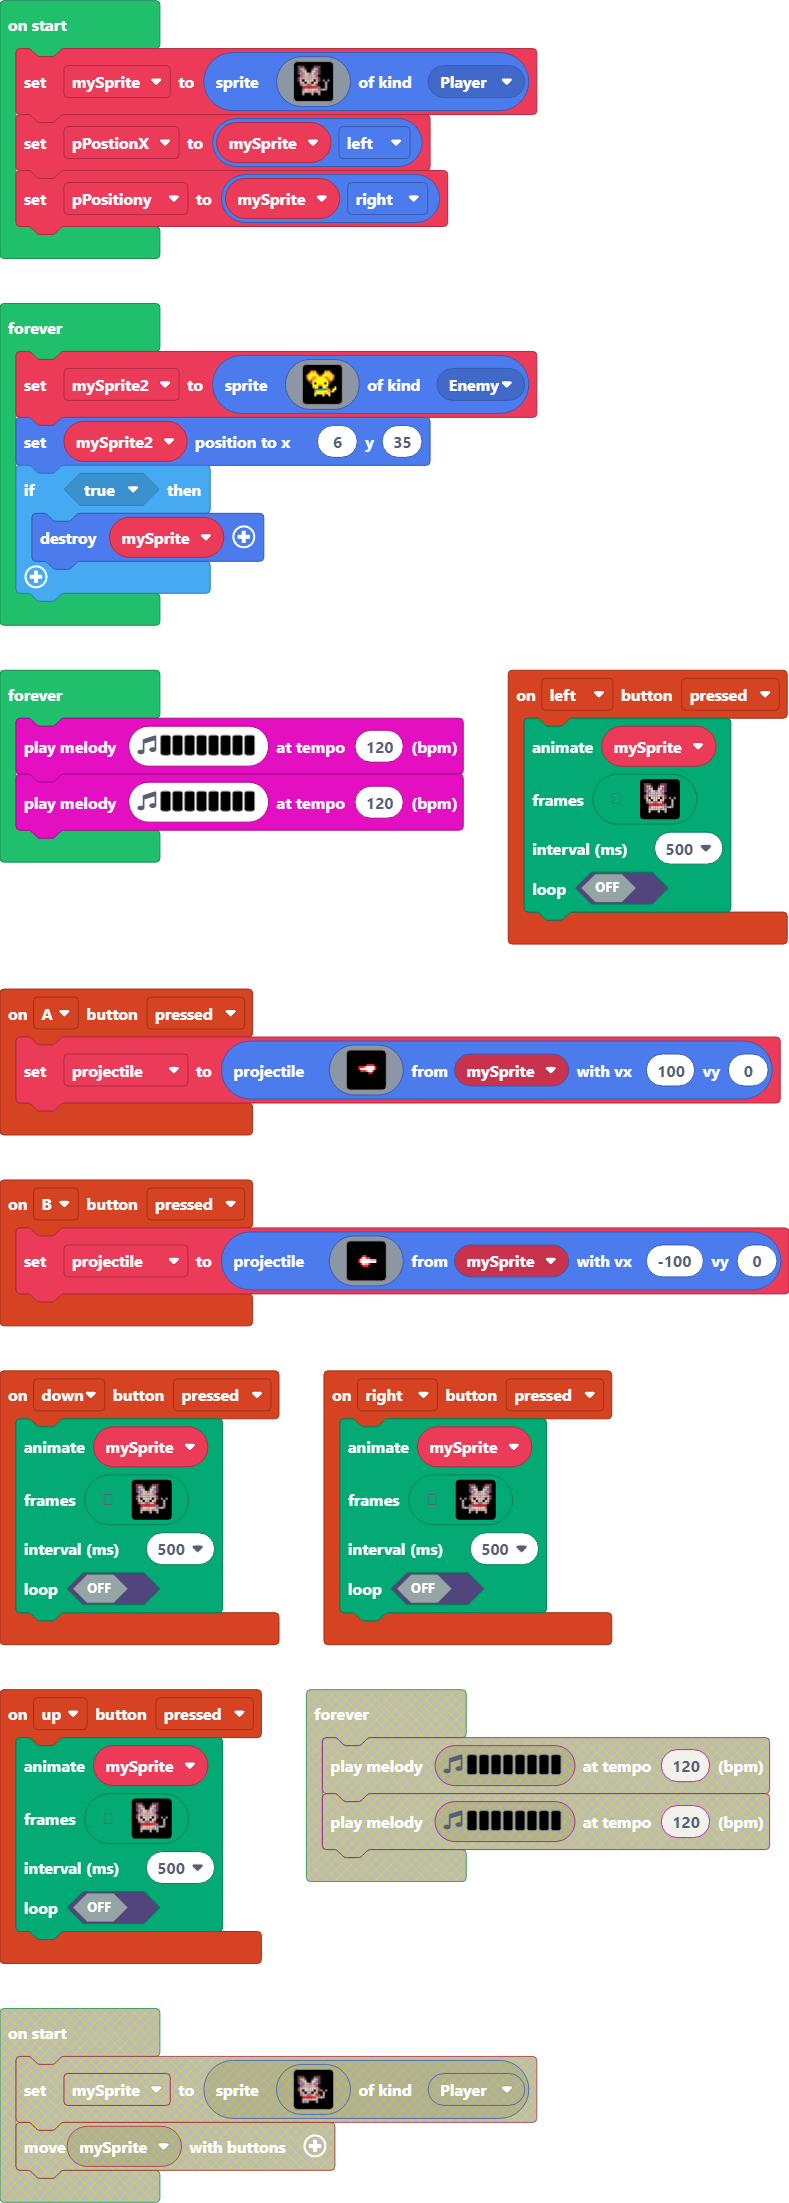 on start
set mySprite to sprite of kind Player
set pPostionX to mySprite left
set pPositiony to mySprite right
forever
set mySprite2 to sprite of kind Enemy
set mySprite2 position to x 6 y 35
if true then
destroy mySprite
forever
play melody at tempo 120 (bpm)
play melody at tempo 120 (bpm)
on left button pressed
animate mySprite
frames
interval (ms) 500
loop OFF
on A button pressed
set projectile to projectile from mySprite with vx 100 vy 0
on B button pressed
set projectile to projectile from mySprite with vx -100 vy 0
on down button pressed
animate mySprite
frames
interval (ms) 500
loop OFF
on right button pressed
animate mySprite
frames
interval (ms) 500
loop OFF
on up button pressed
animate mySprite
frames
interval (ms) 500
loop OFF
forever
play melody at tempo 120 (bpm)
play melody at tempo 120 (bpm)
on start
set mySprite to sprite of kind Player
move mySprite with buttons